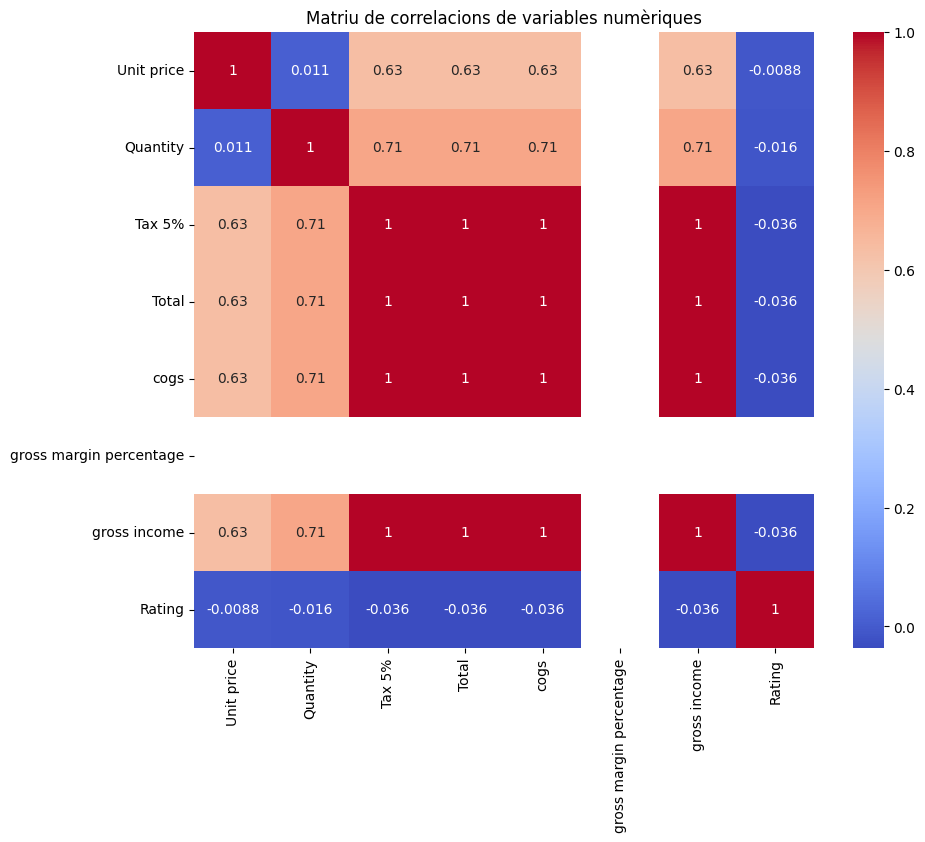 Matriu de correlacions de variables numèriques
Unit price 1 0.011 0.63 0.63 0.63 0.63 -0.0088
Quantity 0.011 1 0.71 0.71 0.71 0.71 -0.016
Tax 5% 0.63 0.71 1 1 1 1 -0.036
Total 0.63 0.71 1 1 1 1 -0.036
cogs 0.63 0.71 1 1 1 1 -0.036
gross margin percentage
gross income 0.63 0.71 1 1 1 1 -0.036
Rating -0.0088 -0.016 -0.036 -0.036 -0.036 -0.036 1
Unit price
Quantity
Tax 5%
Total
cogs
gross margin percentage
gross income
Rating
1.0
0.8
0.6
0.4
0.2
0.0